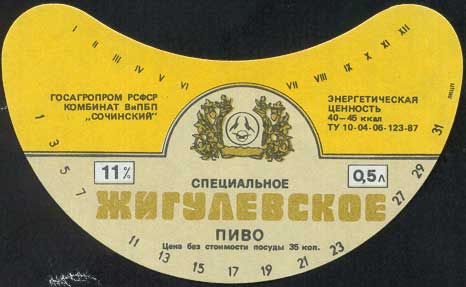 I II III IV V VI VII VIII IX X XI XII
ГОСАГРОПРОМ РСФСР
КОМБИНАТ ВиПБП
„СОЧИНСКИЙ"
ЭНЕРГЕТИЧЕСКАЯ
ЦЕННОСТЬ
40—45 ккал
ТУ 10-04-06-123-87
11%
0,5л
СПЕЦИАЛЬНОЕ
ЖИГУЛЕВСКОЕ
ПИВО
Цена без стоимости посуды 35 коп.
1 3 5 7 11 13 15 17 19 21 23 27 29 31